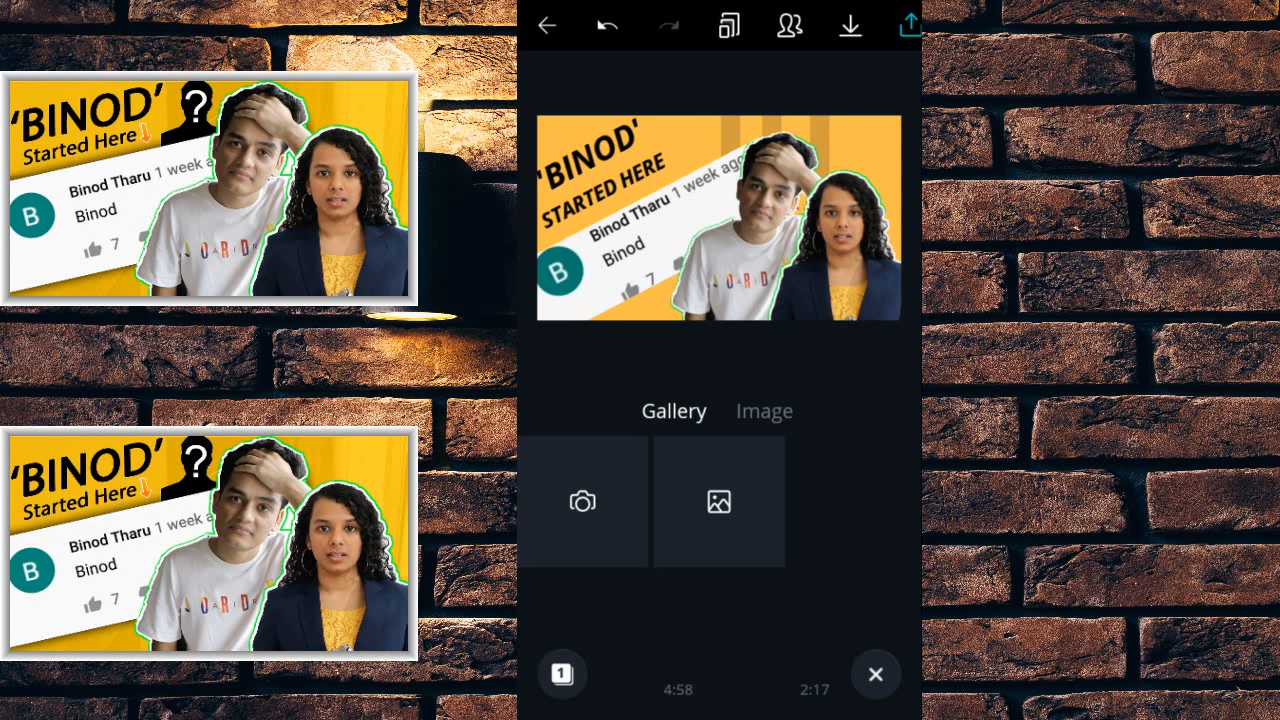 'BINOD'
Started Here
?
Binod Tharu 1 week a
B
Binod
7
'BINOD'
Started Here
?
Binod Tharu 1 week a
B
Binod
7
'BINOD'
STARTED HERE
Binod Tharu 1 week ago
B
Binod
7
Gallery Image
1
4:58 2:17